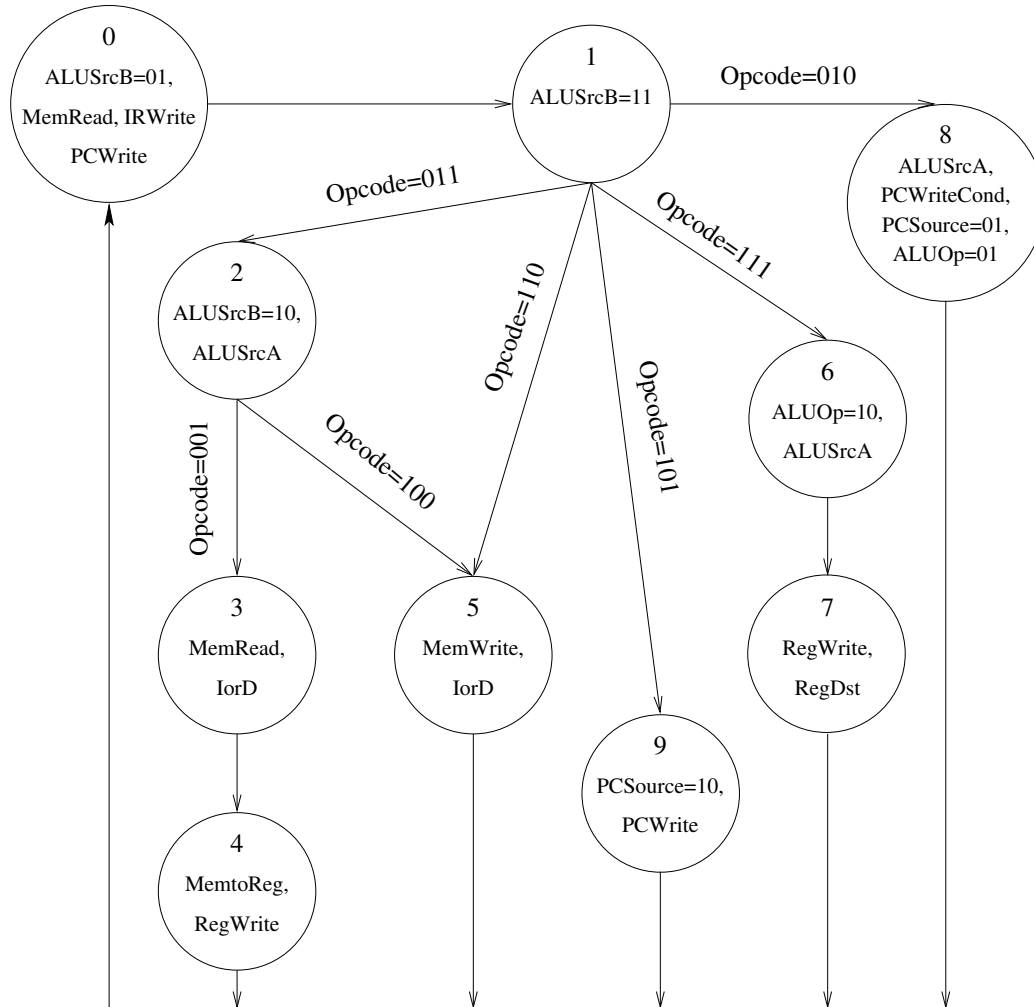 0
ALUSrcB=01,
MemRead, IRWrite
PCWrite
1
ALUSrcB=11
Opcode=010
8
ALUSrcA,
PCWriteCond,
PCSource=01,
ALUOp=01
Opcode=011
Opcode=110
Opcode=101
Opcode=111
2
ALUSrcB=10,
ALUSrcA
6
ALUOp=10,
ALUSrcA
Opcode=001
Opcode=100
3
MemRead,
IorD
5
MemWrite,
IorD
7
RegWrite,
RegDst
9
PCSource=10,
PCWrite
4
MemtoReg,
RegWrite